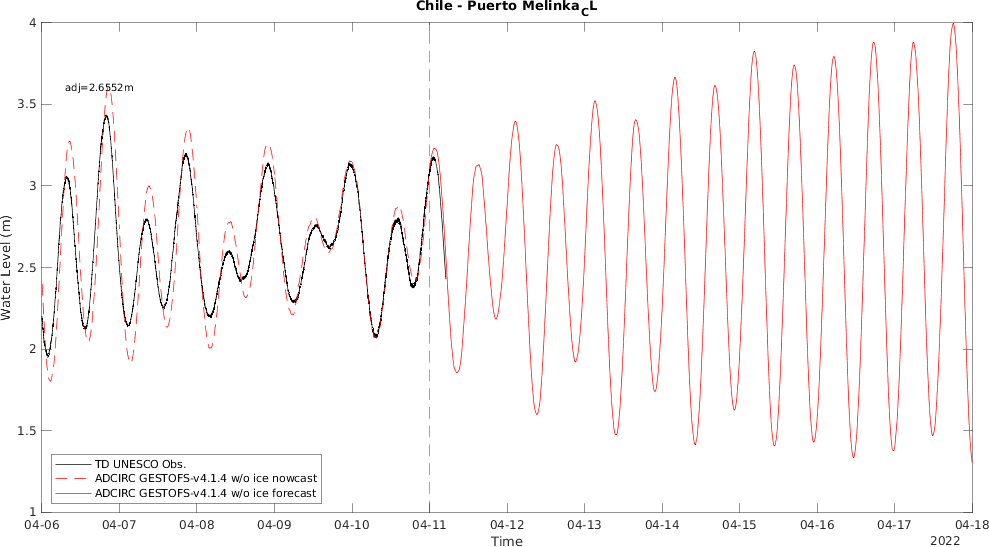 Chile - Puerto Melinka_CL
adj=2.6552m
4
3.5
3
2.5
2
1.5
1
Water Level (m)
TD UNESCO Obs.
ADCIRC GESTOFS-v4.1.4 w/o ice nowcast
ADCIRC GESTOFS-v4.1.4 w/o ice forecast
04-06 04-07 04-08 04-09 04-10 04-11 04-12 04-13 04-14 04-15 04-16 04-17 04-18
Time
2022